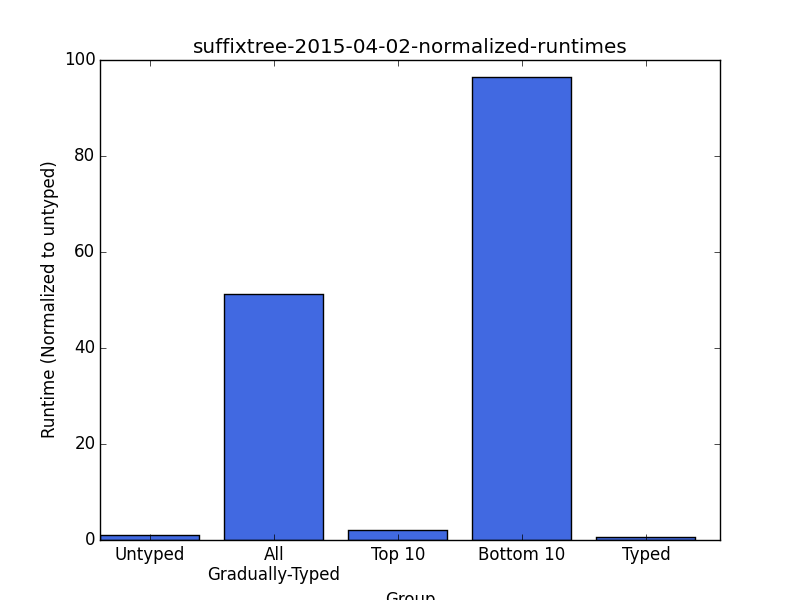 suffixtree-2015-04-02-normalized-runtimes
100
80
60
40
20
0
Runtime (Normalized to untyped)
Untyped
All
Gradually-Typed
Top 10
Bottom 10
Typed
Group